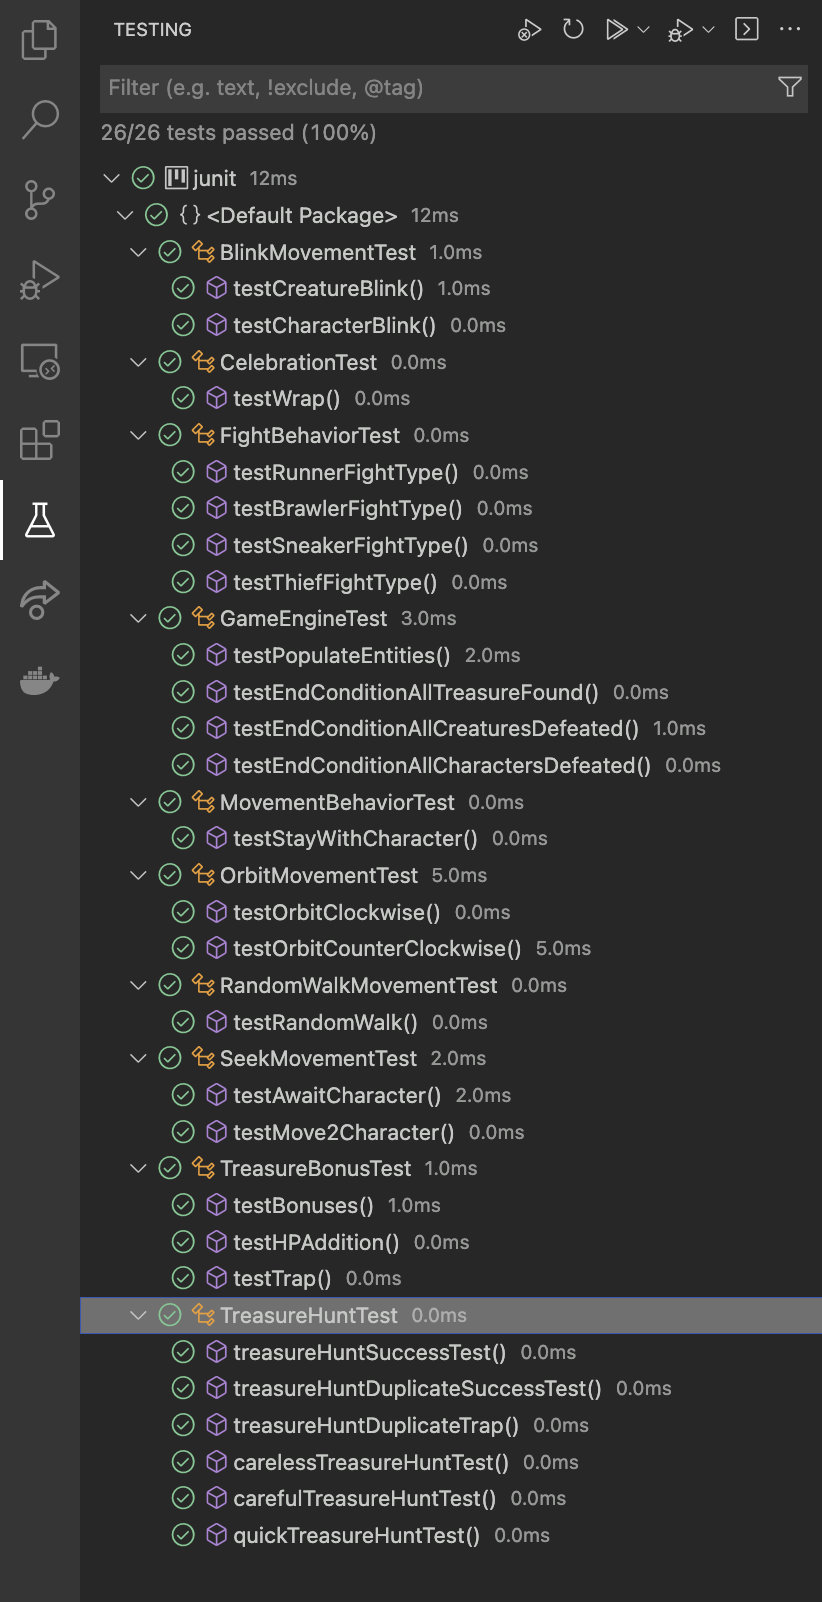 TESTING
Filter (e.g. text, !exclude, @tag)
26/26 tests passed (100%)
junit 12ms
{} <Default Package> 12ms
BlinkMovementTest 1.0ms
testCreatureBlink() 1.0ms
testCharacterBlink() 0.0ms
CelebrationTest 0.0ms
testWrap() 0.0ms
FightBehaviorTest 0.0ms
testRunnerFightType() 0.0ms
testBrawlerFightType() 0.0ms
testSneakerFightType() 0.0ms
testThiefFightType() 0.0ms
GameEngineTest 3.0ms
testPopulateEntities() 2.0ms
testEndConditionAllTreasureFound() 0.0ms
testEndConditionAllCreaturesDefeated() 1.0ms
testEndConditionAllCharactersDefeated() 0.0ms
MovementBehaviorTest 0.0ms
testStayWithCharacter() 0.0ms
OrbitMovementTest 5.0ms
testOrbitClockwise() 0.0ms
testOrbitCounterClockwise() 5.0ms
RandomWalkMovementTest 0.0ms
testRandomWalk() 0.0ms
SeekMovementTest 2.0ms
testAwaitCharacter() 2.0ms
testMove2Character() 0.0ms
TreasureBonusTest 1.0ms
testBonuses() 1.0ms
testHPAddition() 0.0ms
testTrap() 0.0ms
TreasureHuntTest 0.0ms
treasureHuntSuccessTest() 0.0ms
treasureHuntDuplicateSuccessTest() 0.0ms
treasureHuntDuplicateTrap() 0.0ms
carelessTreasureHuntTest() 0.0ms
carefulTreasureHuntTest() 0.0ms
quickTreasureHuntTest() 0.0ms